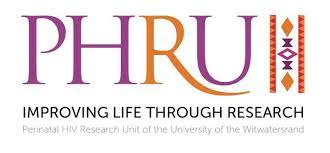 PHRU
IMPROVING LIFE THROUGH RESEARCH
Perinatal HIV Research Unit of the University of the Witwatersrand